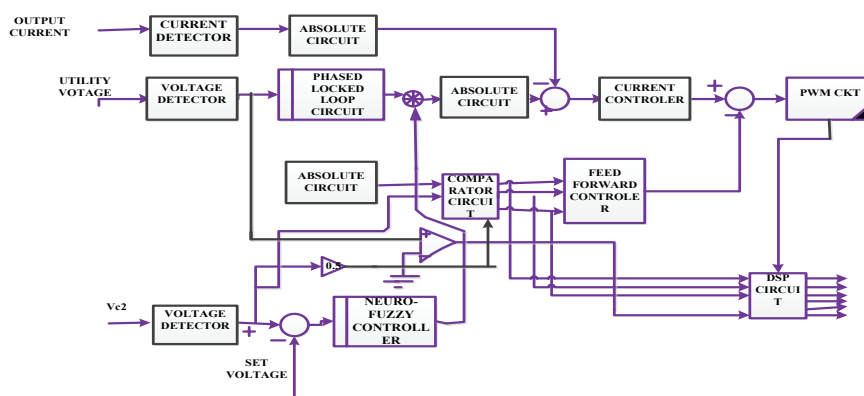 OUTPUT
CURRENT
CURRENT
DETECTOR
ABSOLUTE
CIRCUIT
UTILITY
VOTAGE
VOLTAGE
DETECTOR
PHASED
LOCKED
LOOP
CIRCUIT
ABSOLUTE
CIRCUIT
−
+
CURRENT
CONTROLER
+
−
PWM CKT
ABSOLUTE
CIRCUIT
COMPA
RATOR
CIRCUI
T
FEED
FORWARD
CONTROLE
R
+
−
0.5
DSP
CIRCUI
T
Vc2
VOLTAGE
DETECTOR
+
−
NEURO-
FUZZY
CONTROLL
ER
SET
VOLTAGE